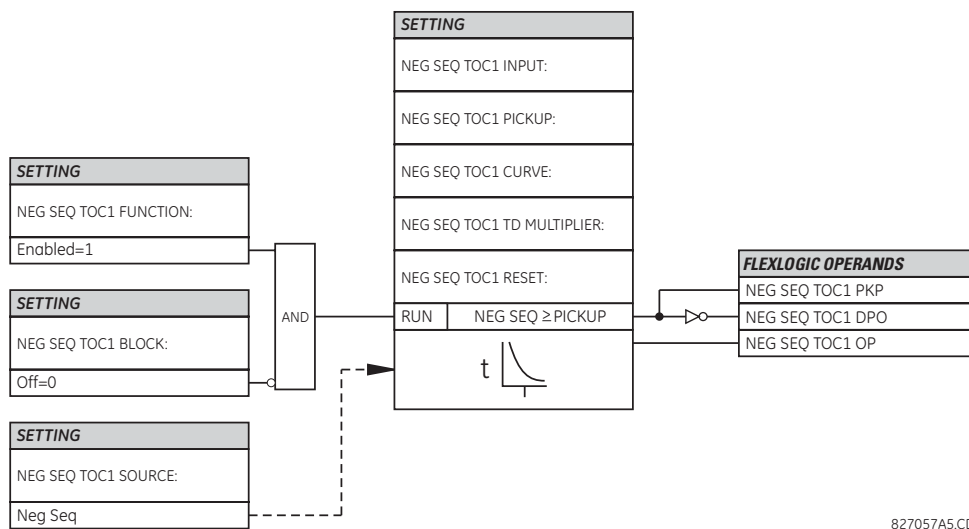 SETTING
NEG SEQ TOC1 FUNCTION:
Enabled=1
SETTING
NEG SEQ TOC1 BLOCK:
Off=0
SETTING
NEG SEQ TOC1 SOURCE:
Neg Seq
AND
SETTING
NEG SEQ TOC1 INPUT:
NEG SEQ TOC1 PICKUP:
NEG SEQ TOC1 CURVE:
NEG SEQ TOC1 TD MULTIPLIER:
NEG SEQ TOC1 RESET:
RUN NEG SEQ ≥ PICKUP
t
FLEXLOGIC OPERANDS
NEG SEQ TOC1 PKP
NEG SEQ TOC1 DPO
NEG SEQ TOC1 OP